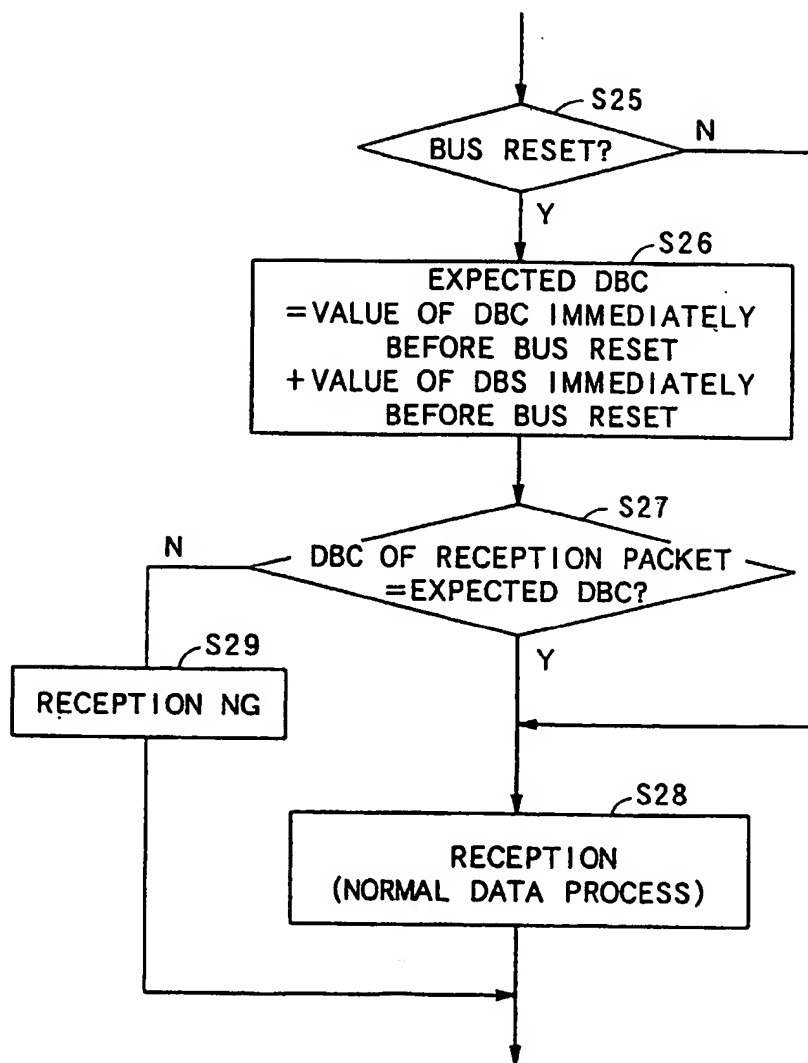 S25
BUS RESET?
N
Y
S26
EXPECTED DBC
=VALUE OF DBC IMMEDIATELY
BEFORE BUS RESET
+VALUE OF DBS IMMEDIATELY
BEFORE BUS RESET
S27
N
DBC OF RECEPTION PACKET
=EXPECTED DBC?
Y
S29
RECEPTION NG
S28
RECEPTION
(NORMAL DATA PROCESS)